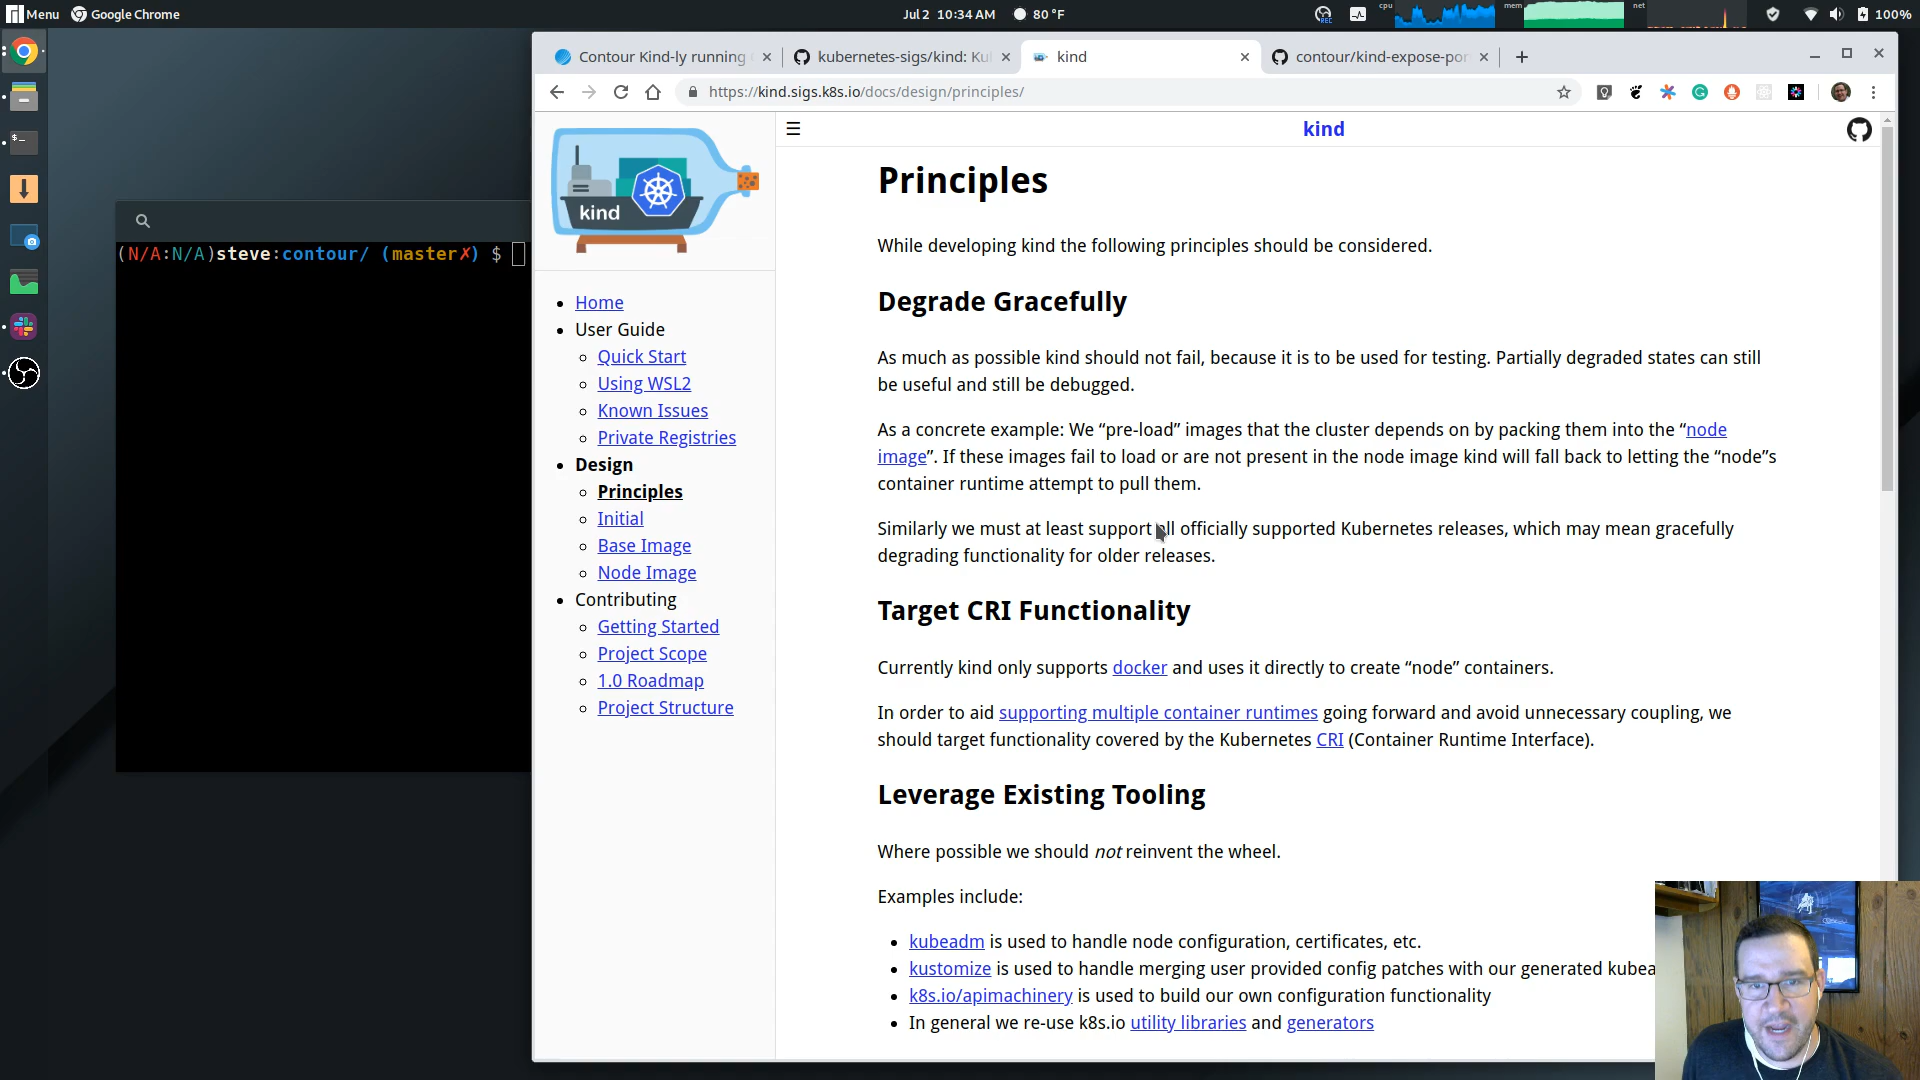 Menu Google Chrome
Jul 2 10:34 AM 80 °F
REC
cpu
mem
net
100%
Contour Kind-ly running
kubernetes-sigs/kind: Ku
kind
contour/kind-expose-por
https://kind.sigs.k8s.io/docs/design/principles/
(N/A:N/A)steve:contour/ (master✗) $
kind
Home
User Guide
Quick Start
Using WSL2
Known Issues
Private Registries
Design
Principles
Initial
Base Image
Node Image
Contributing
Getting Started
Project Scope
1.0 Roadmap
Project Structure
kind
Principles
While developing kind the following principles should be considered.
Degrade Gracefully
As much as possible kind should not fail, because it is to be used for testing. Partially degraded states can still
be useful and still be debugged.
As a concrete example: We “pre-load” images that the cluster depends on by packing them into the “node
image”. If these images fail to load or are not present in the node image kind will fall back to letting the “node”s
container runtime attempt to pull them.
Similarly we must at least support all officially supported Kubernetes releases, which may mean gracefully
degrading functionality for older releases.
Target CRI Functionality
Currently kind only supports docker and uses it directly to create “node” containers.
In order to aid supporting multiple container runtimes going forward and avoid unnecessary coupling, we
should target functionality covered by the Kubernetes CRI (Container Runtime Interface).
Leverage Existing Tooling
Where possible we should not reinvent the wheel.
Examples include:
kubeadm is used to handle node configuration, certificates, etc.
kustomize is used to handle merging user provided config patches with our generated kubea
k8s.io/apimachinery is used to build our own configuration functionality
In general we re-use k8s.io utility libraries and generators